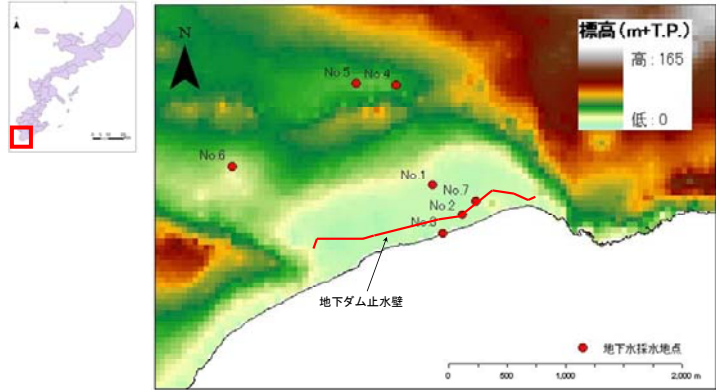 N
標高(m+T.P.)
高:165
低:0
No.5
No.4
No.6
No.1
No.7
No.2
No.3
地下ダム止水壁
地下水採水地点
0
500
1,000
2,000 m